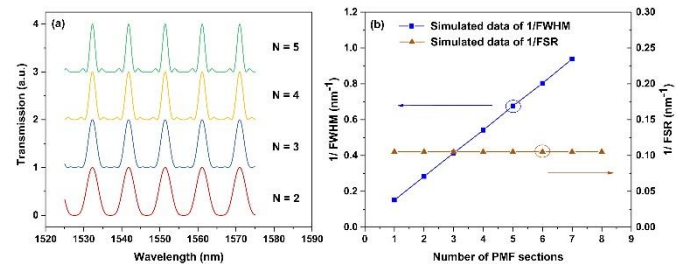 (a)
N = 5
N = 4
N = 3
N = 2
Transmission (a.u.)
4
3
2
1
0
1520 1530 1540 1550 1560 1570 1580 1590
Wavelength (nm)
(b)
Simulated data of 1/FWHM
Simulated data of 1/FSR
1/ FWHM (nm⁻¹)
1.2
1.0
0.8
0.6
0.4
0.2
0.0
0.30
0.25
0.20
0.15
0.10
0.05
0.00
1/ FSR (nm⁻¹)
0 1 2 3 4 5 6 7 8 9
Number of PMF sections